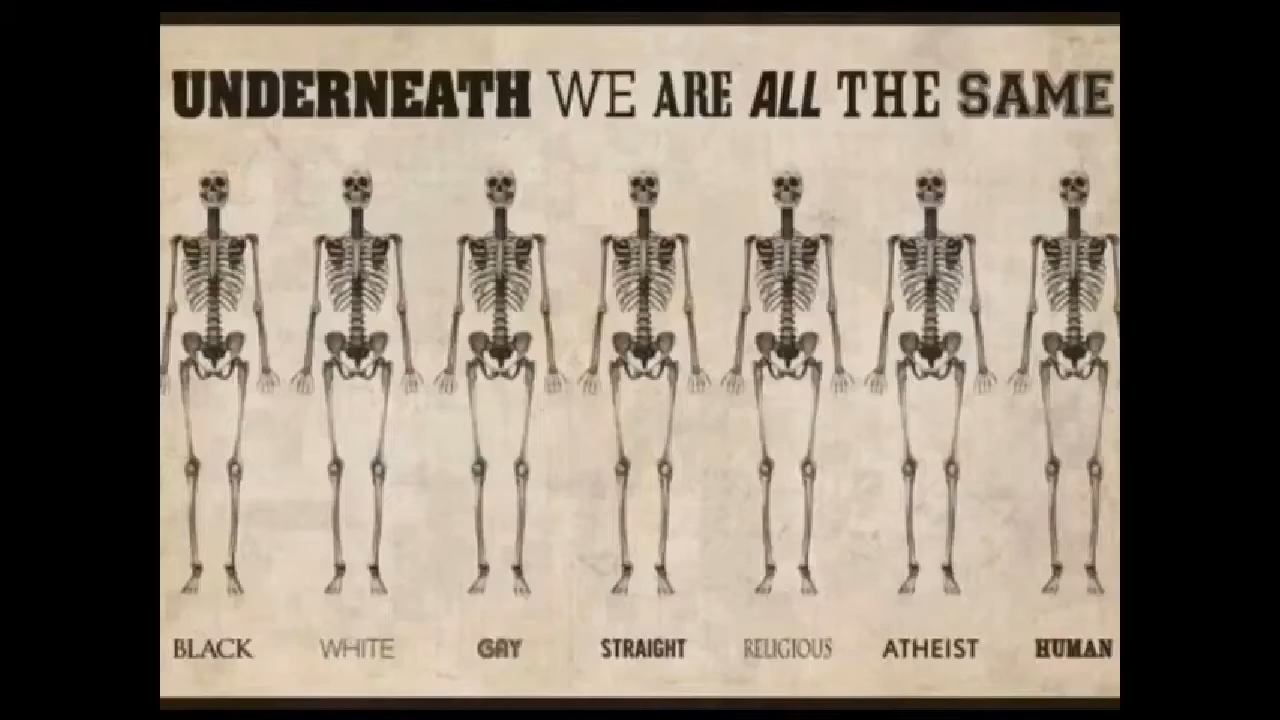 UNDERNEATH WE ARE ALL THE SAME
BLACK WHITE GAY STRAIGHT RELIGIOUS ATHEIST HUMAN